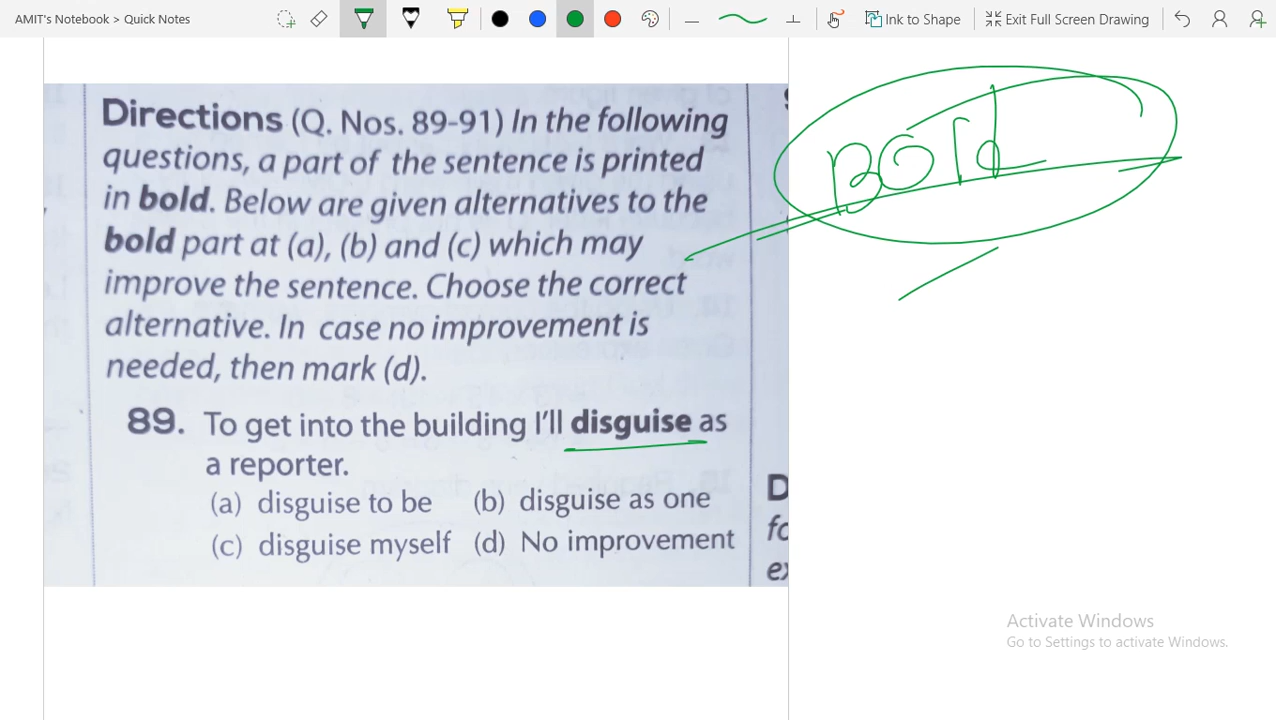 AMIT's Notebook > Quick Notes
Ink to Shape
Exit Full Screen Drawing
BOld
Directions (Q. Nos. 89-91) In the following
questions, a part of the sentence is printed
in bold. Below are given alternatives to the
bold part at (a), (b) and (c) which may
improve the sentence. Choose the correct
alternative. In case no improvement is
needed, then mark (d).
89. To get into the building I'll disguise as
a reporter.
(a) disguise to be (b) disguise as one
(c) disguise myself (d) No improvement
D
fo
Activate Windows
Go to Settings to activate Windows.